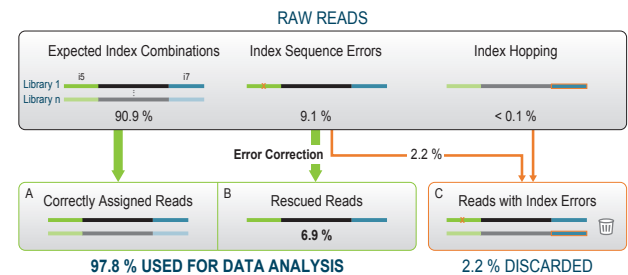 RAW READS
Expected Index Combinations
Index Sequence Errors
Index Hopping
i5
i7
Library 1
Library n
90.9 %
9.1 %
< 0.1 %
Error Correction
2.2 %
A
Correctly Assigned Reads
B
Rescued Reads
6.9 %
C
Reads with Index Errors
97.8 % USED FOR DATA ANALYSIS
2.2 % DISCARDED